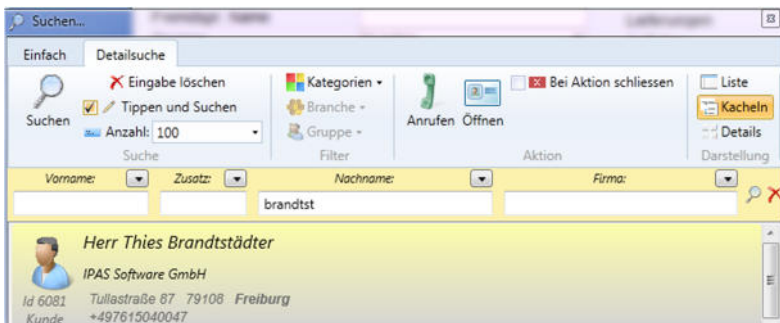 Suchen...
Einfach Detailsuche
Suchen
Eingabe löschen
Tippen und Suchen
Anzahl: 100
Suche
Kategorien
Branche
Gruppe
Filter
Anrufen Öffnen
Bei Aktion schliessen
Aktion
Liste
Kacheln
Details
Darstellung
Vorname: Zusatz: Nachname: Firma:
brandtst
Herr Thies Brandtstädter
IPAS Software GmbH
Id 6081 Tullastraße 87 79108 Freiburg
Kunde +497615040047